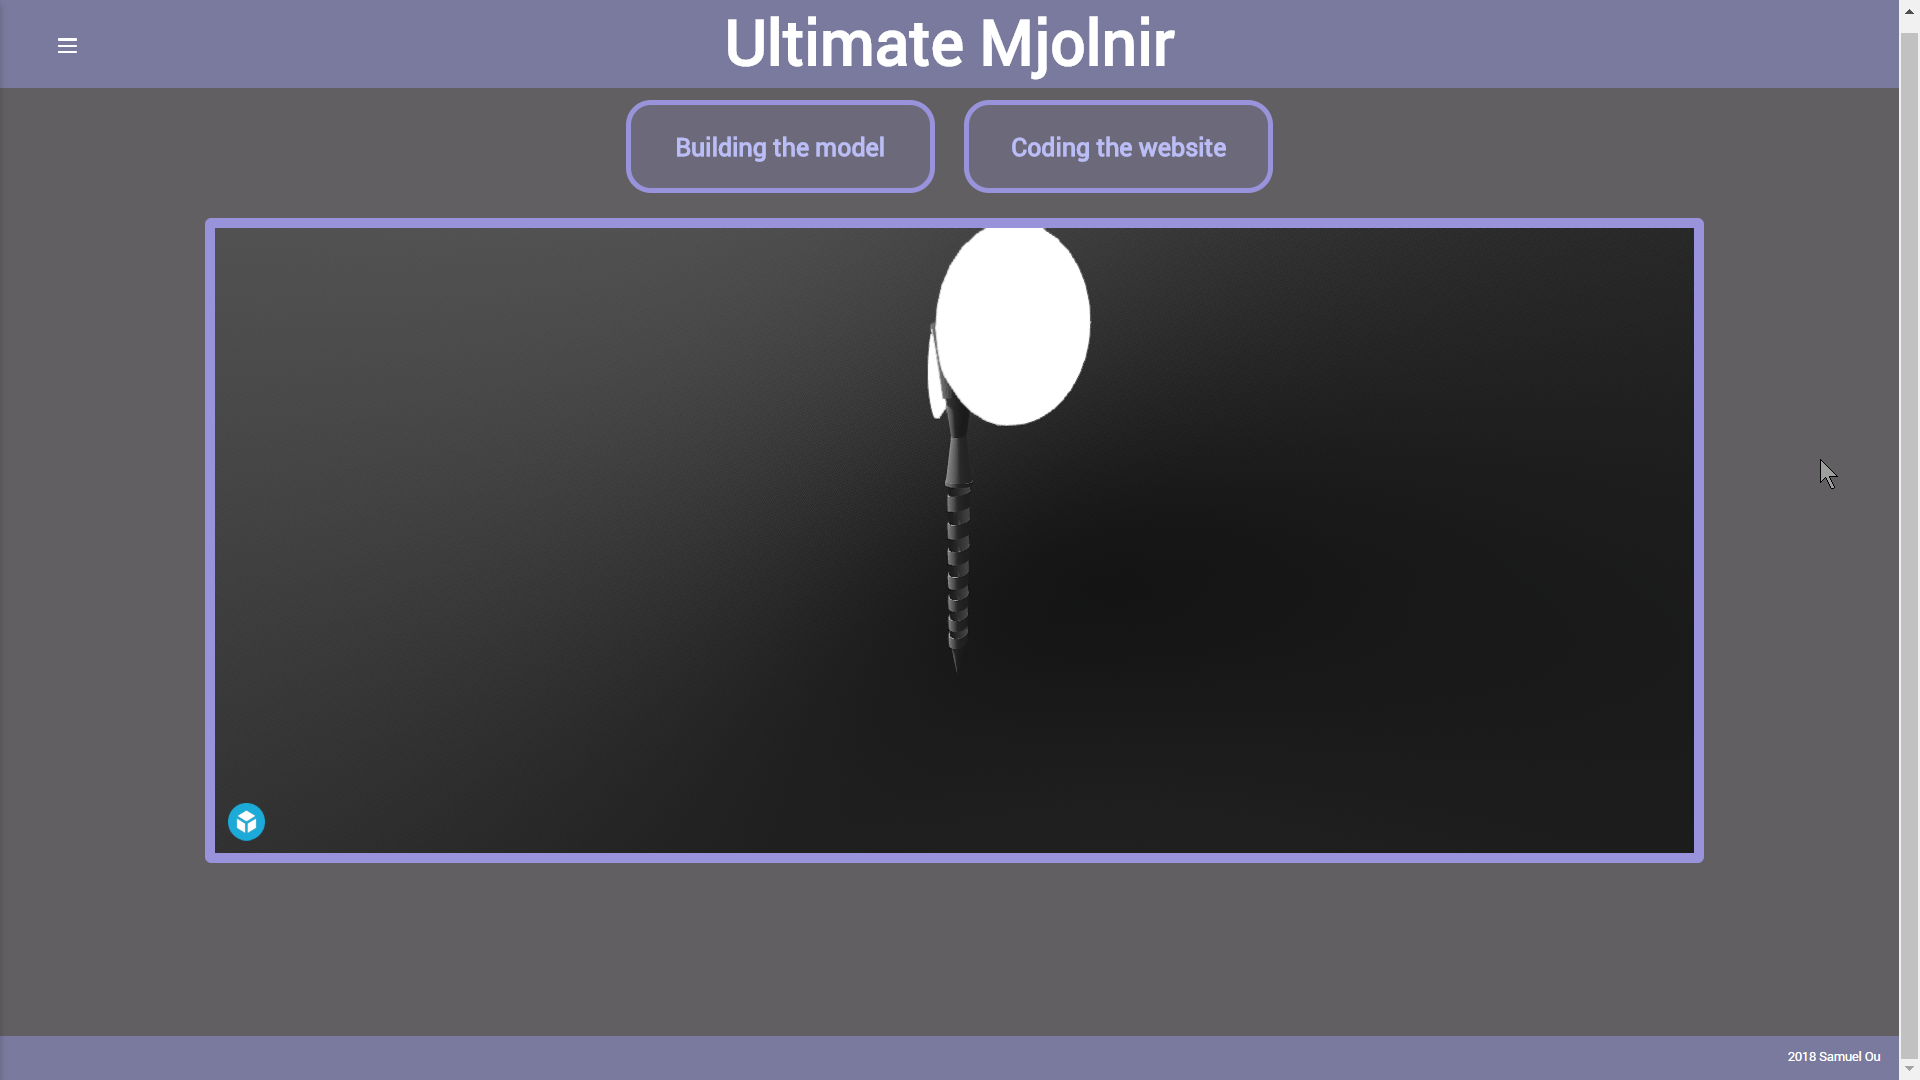 Ultimate Mjolnir
Building the model
Coding the website
2018 Samuel Ou